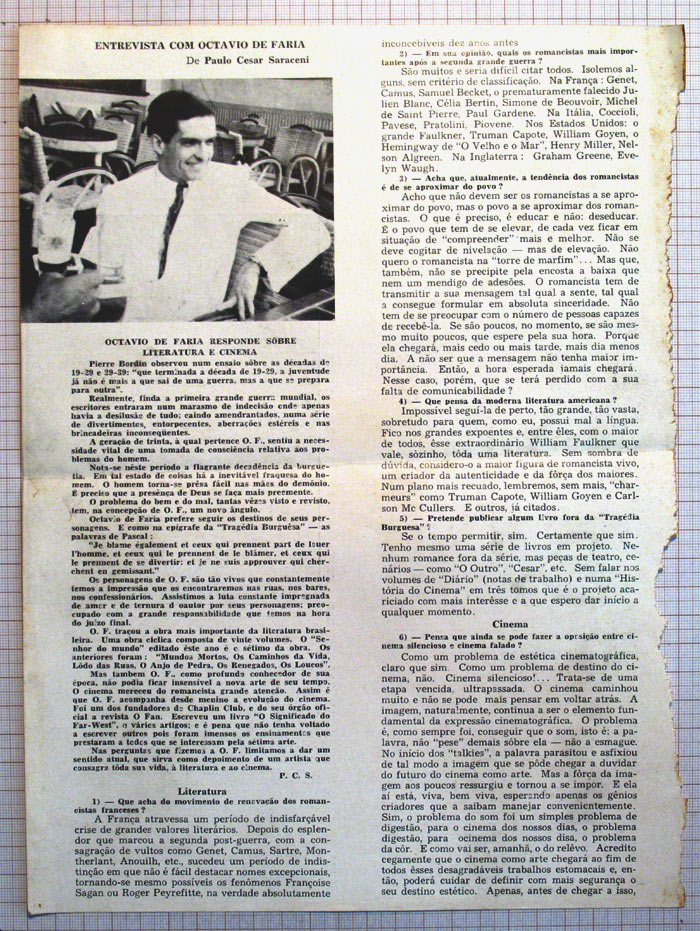 ENTREVISTA COM OCTAVIO DE FARIA
De Paulo Cesar Saraceni
OCTAVIO DE FARIA RESPONDE SÔBRE
LITERATURA E CINEMA
Pierre Bordin observou num ensaio sôbre as décadas de
19-29 e 29-39: "que terminada a década de 19-29, a juventude
já não é mais a que sai de uma guerra, mas a que se prepara
para outra".
Realmente, finda a primeira grande guerra mundial, os
escritores entraram num marasmo de indecisão onde apenas
havia a desilusão de tudo; caindo amendrantados, numa série
de divertimentos, entorpecentes, aberrações estéreis e nas
brincadeiras inconseqüentes.
A geração de trinta, à qual pertence O. F., sentiu a neces-
sidade vital de uma tomada de consciência relativa aos pro-
blemas do homem.
Nota-se nêste período a flagrante decadência da burgue-
sia. Em tal estado de coisas há a inevitável fraquesa do ho-
mem. O homem torna-se prêsa fácil nas mãos do demônio.
É preciso que a presênça de Deus se faça mais preemente.
O problema do bem e do mal, tantas vêzes visto e revisto,
tem, na concepção de O. F., um novo ângulo.
Octavio de Faria prefere seguir os destinos de seus per-
sonagens. E como na epígrafe da "Tragédia Burguêsa" — as
palavras de Pascal:
"Je blame également et ceux qui prennent part de louer
l'homme, et ceux qui le prennent de le blâmer, et ceux qui
le prennent de se divertir; et je ne suis approuver qui cher-
chent en gemissant."
Os personagens de O. F. são tão vivos que constantemente
temos a impressão que os encontraremos nas ruas, nos bares,
nos confessionários. Assistimos a luta constante impregnada
de amor e de ternura d oautor por seus personagens; preo-
cupado com a grande responsabilidade que temos na hora
do juízo final.
O. F. traçou a obra mais importante da literatura brasi-
leira. Uma obra cíclica composta de vinte volumes. O "Se-
nhor do mundo" editado êste ano é o sétimo da obra. Os
anteriores foram: "Mundos Mortos, Os Caminhos da Vida,
Lôdo das Ruas, O Anjo de Pedra, Os Renegados, Os Loucos".
Mas tambem O. F., como profundo conhecedor de sua
época, não podia ficar insensível a nova arte de seu tempo.
O cinema mereceu do romancista grande atenção. Assim é
que O. F. acompanha desde menino a evolução do cinema.
Foi um dos fundadores de Chaplin Club, e do seu órgão ofi-
cial a revista O Fan. Escreveu um livro "O Significado do
Far-West", e vários artigos; e é pena que não tenha voltado
a escrever outros pois foram imensos os ensinamentos que
prestaram a todos que se interessam pela sétima arte.
Nas perguntas que fizemos a O. F. limitamos a dar um
sentido atual, que sirva como depoimento de um artista que
consagra tôda sua vida, à literatura e ao cinema.
P. C. S.
Literatura
1) — Que acha do movimento de renovação dos roman-
cistas franceses?
A França atravessa um período de indisfarçável
crise de grandes valores literários. Depois do esplen-
dor que marcou a segunda post-guerra, com a con-
sagração de vultos como Genet, Camus, Sartre, Mon-
therlant, Anouilh, etc., sucedeu um período de indis-
tinção em que não é fácil destacar nomes excepcionais,
tornando-se mesmo possíveis os fenômenos Françoise
Sagan ou Roger Peyrefitte, na verdade absolutamente
inconcebíveis dez anos antes
2) — Em sua opinião, quais os romancistas mais impor-
tantes após a segunda grande guerra?
São muitos e seria difícil citar todos. Isolemos al-
guns, sem critério de classificação. Na França: Genet,
Camus, Samuel Becket, o prematuramente falecido Ju-
lien Blanc, Célia Bertin, Simone de Beouvoir, Michel
de Saint Pierre, Paul Gardene. Na Itália, Coccioli,
Pavese, Pratolini, Piovene. Nos Estados Unidos: o
grande Faulkner, Truman Capote, William Goyen, o
Hemingway de "O Velho e o Mar", Henry Miller, Nel-
son Algreen. Na Inglaterra: Graham Greene, Eve-
lyn Waugh.
3) — Acha que, atualmente, a tendência dos romancistas
é de se aproximar do povo?
Acho que não devem ser os romancistas a se apro-
ximar do povo, mas o povo a se aproximar dos roman-
cistas. O que é preciso, é educar e não: deseducar.
É o povo que tem de se elevar, de cada vez ficar em
situação de "compreender" mais e melhor. Não se
deve cogitar de nivelação — mas de elevação. Não
quero o romancista na "torre de marfim"... Mas que,
também, não se precipite pela encosta a baixa que
nem um mendigo de adesões. O romancista tem de
transmitir a sua mensagem tal qual a sente, tal qual
a consegue formular em absoluta sinceridade. Não
tem de se preocupar com o número de pessoas capazes
de recebê-la. Se são poucos, no momento, se são mes-
mo muito poucos, que espere pela sua hora. Porque
ela chegará, mais cedo ou mais tarde, mais dia menos
dia. A não ser que a mensagem não tenha maior im-
portância. Então, a hora esperada jamais chegará.
Nesse caso, porém, que se terá perdido com a sua
falta de comunicabilidade?
4) — Que pensa da moderna literatura americana?
Impossível seguí-la de perto, tão grande, tão vasta,
sobretudo para quem, como eu, possui mal a língua.
Fico nos grandes expoentes e, entre êles, com o maior
de todos, êsse extraordinário William Faulkner que
vale, sòzinho, tôda uma literatura. Sem sombra de
dúvida, considero-o a maior figura de romancista vivo,
um criador da autenticidade e da fôrça dos maiores.
Num plano mais recuado, lembremos, sem mais, "char-
meurs" como Truman Capote, William Goyen e Carl-
son Mc Cullers. E outros, já citados.
5) — Pretende publicar algum livro fora da "Tragédia
Burguesa"?
Se o tempo permitir, sim. Certamente que sim.
Tenho mesmo uma série de livros em projeto. Ne-
nhum romance fora da série, mas peças de teatro, ce-
nários — como "O Outro", "Cesar", etc. Sem falar nos
volumes de "Diário" (notas de trabalho) e numa "His-
tória do Cinema" em três tomos que é o projeto aca-
riciado com mais interêsse e a que espero dar início a
qualquer momento.
Cinema
6) — Pensa que ainda se pode fazer a oposição entre ci-
nema silencioso e cinema falado?
Como um problema de estética cinematográfica,
claro que sim. Como um problema de destino do ci-
nema, não. Cinema silencioso!... Trata-se de uma
etapa vencida, ultrapassada. O cinema caminhou
muito e não se pode mais pensar em voltar atrás. A
imagem, naturalmente, continua a ser o elemento fun-
damental da expressão cinematográfica. O problema
é, como sempre foi, conseguir que o som, isto é: a pa-
lavra, não "pese" demais sôbre ela — não a esmague.
No início dos "talkies", a palavra parasitou e asfixiou
de tal modo a imagem que se pôde chegar a duvidar
do futuro do cinema como arte. Mas a fôrça da ima-
gem aos poucos ressurgiu e tornou a se impor. E ela
aí está, viva, bem viva, esperando apenas os gênios
criadores que a saibam manejar convenientemente.
Sim, o problema do som foi um simples problema de
digestão, para o cinema dos nossos dias, o problema
digestão, para ocinema dos nossos disa, o problema
da côr. E como vai ser, amanhã, o do relêvo. Acredito
cegamente que o cinema como arte chegará ao fim de
todos êsses desagradáveis trabalhos estomacais e, en-
tão, poderá cuidar de definir com mais segurança o
seu destino estético. Apenas, antes de chegar a isso,